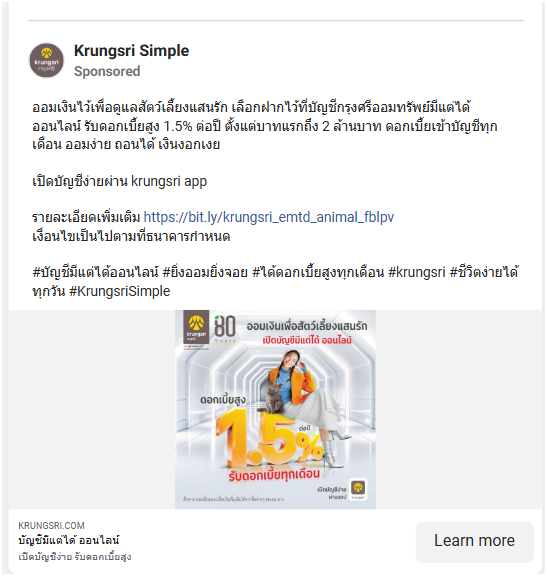 Krungsri Simple
Sponsored
ออมเงินไว้เพื่อดูแลสัตว์เลี้ยงแสนรัก เลือกฝากไว้ที่บัญชีกรุงศรีออมทรัพย์มีแต่ได้
ออนไลน์ รับดอกเบี้ยสูง 1.5% ต่อปี ตั้งแต่บาทแรกถึง 2 ล้านบาท ดอกเบี้ยเข้าบัญชีทุก
เดือน ออมง่าย ถอนได้ เงินงอกเงย
เปิดบัญชีง่ายผ่าน krungsri app
รายละเอียดเพิ่มเติม https://bit.ly/krungsri_emtd_animal_fblpv
เงื่อนไขเป็นไปตามที่ธนาคารกำหนด
#บัญชีมีแต่ได้ออนไลน์ #ยิ่งออมยิ่งจอย #ได้ดอกเบี้ยสูงทุกเดือน #krungsri #ชีวิตง่ายได้
ทุกวัน #KrungsriSimple
krungsri
กรุงศรี
80
Years
ออมเงินเพื่อสัตว์เลี้ยงแสนรัก
เปิดบัญชีมีแต่ได้ ออนไลน์
ดอกเบี้ยสูง
1.5%
ต่อปี
รับดอกเบี้ยทุกเดือน
เปิดบัญชีง่าย
ผ่านแอป
KRUNGSRI.COM
บัญชีมีแต่ได้ ออนไลน์
เปิดบัญชีง่าย รับดอกเบี้ยสูง
Learn more